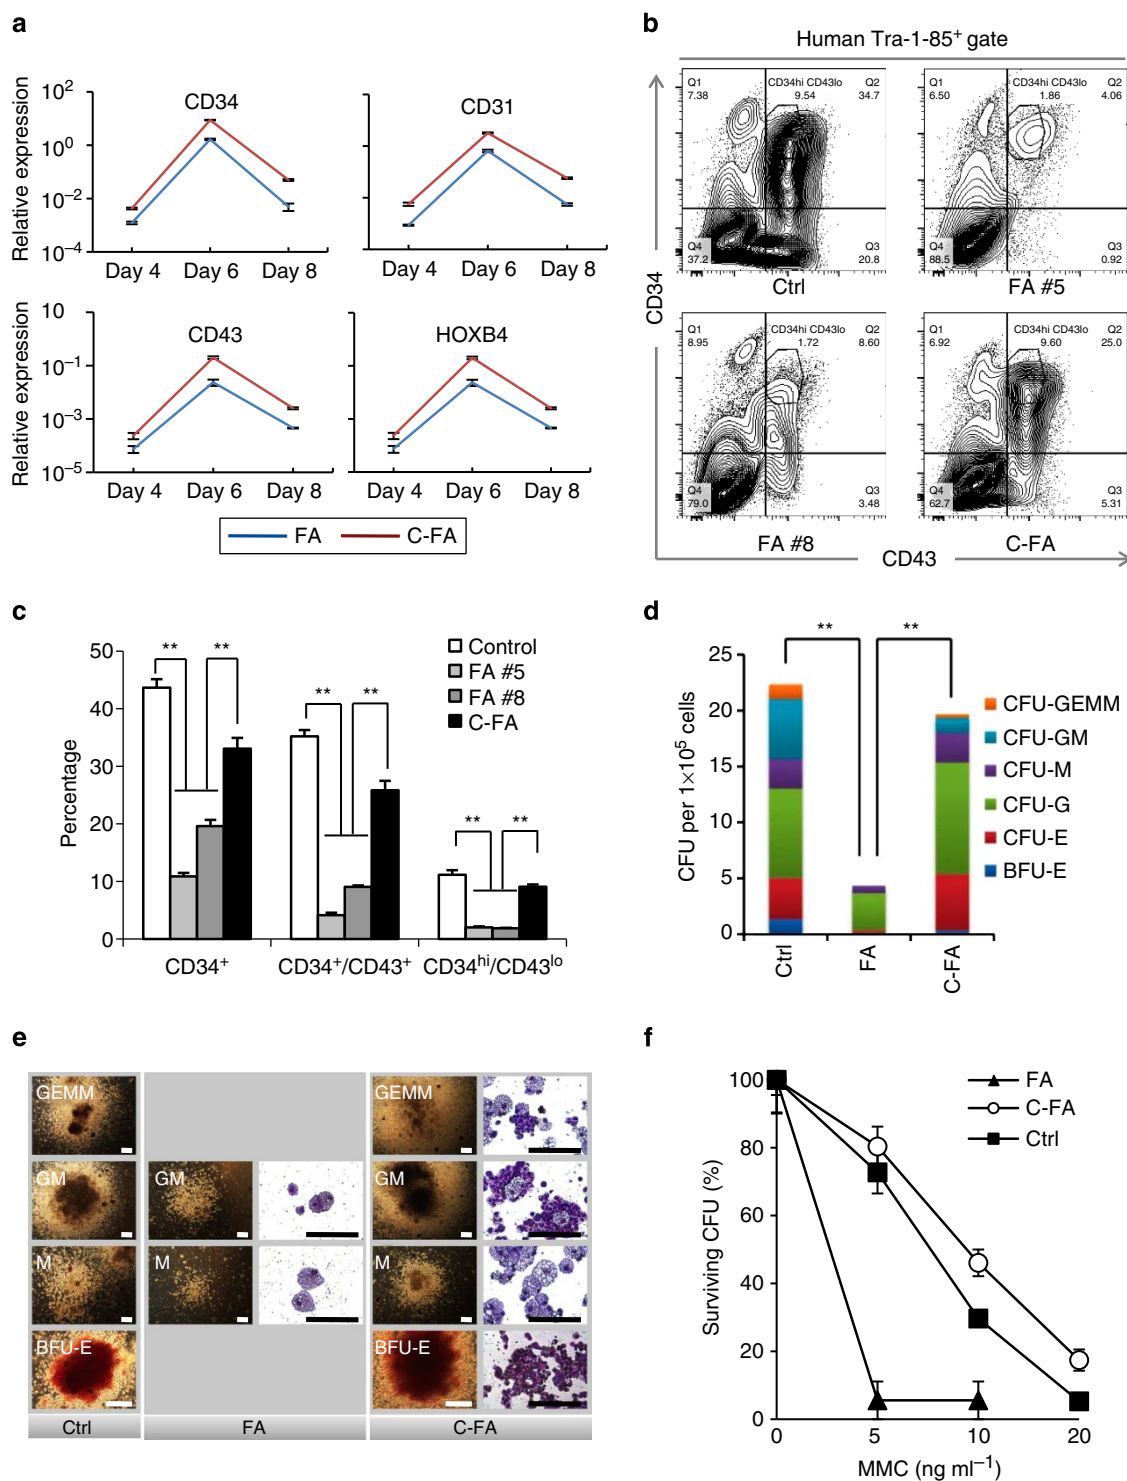 a
CD34
CD31
Relative expression
10²
10⁰
10⁻²
10⁻⁴
Day 4 Day 6 Day 8
Day 4 Day 6 Day 8
CD43
HOXB4
Relative expression
10
10⁻¹
10⁻³
10⁻⁵
Day 4 Day 6 Day 8
Day 4 Day 6 Day 8
FA C-FA
b
Human Tra-1-85⁺ gate
Q1
7.38
CD34hi CD43lo
9.54
Q2
34.7
Q4
37.2
Q3
20.8
Ctrl
Q1
6.50
CD34hi CD43lo
1.86
Q2
4.06
Q4
88.5
Q3
0.92
FA #5
Q1
8.95
CD34hi CD43lo
1.72
Q2
8.60
Q4
79.0
Q3
3.48
FA #8
Q1
6.92
CD34hi CD43lo
9.60
Q2
25.0
Q4
62.7
Q3
5.31
C-FA
CD34
CD43
c
Percentage
50
40
30
20
10
0
** **
** **
** **
Control
FA #5
FA #8
C-FA
CD34⁺ CD34⁺/CD43⁺ CD34ʰⁱ/CD43ˡᵒ
d
** **
CFU per 1×10⁵ cells
25
20
15
10
5
0
Ctrl
FA
C-FA
CFU-GEMM
CFU-GM
CFU-M
CFU-G
CFU-E
BFU-E
e
GEMM
GEMM
GM
GM
GM
M
M
M
BFU-E
BFU-E
Ctrl FA C-FA
f
Surviving CFU (%)
100
80
60
40
20
0
0 5 10 20
MMC (ng ml⁻¹)
FA
C-FA
Ctrl